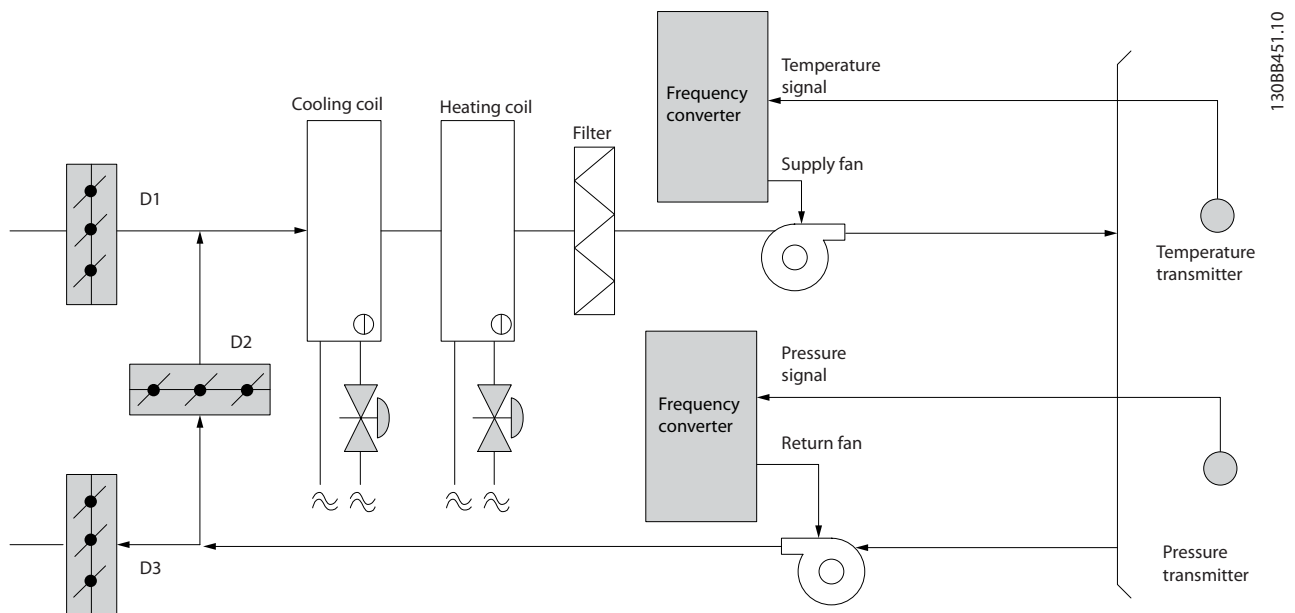 130BB451.10
Temperature
signal
Frequency
converter
Cooling coil
Heating coil
Filter
Supply fan
D1
Temperature
transmitter
D2
Pressure
signal
Frequency
converter
Return fan
D3
Pressure
transmitter